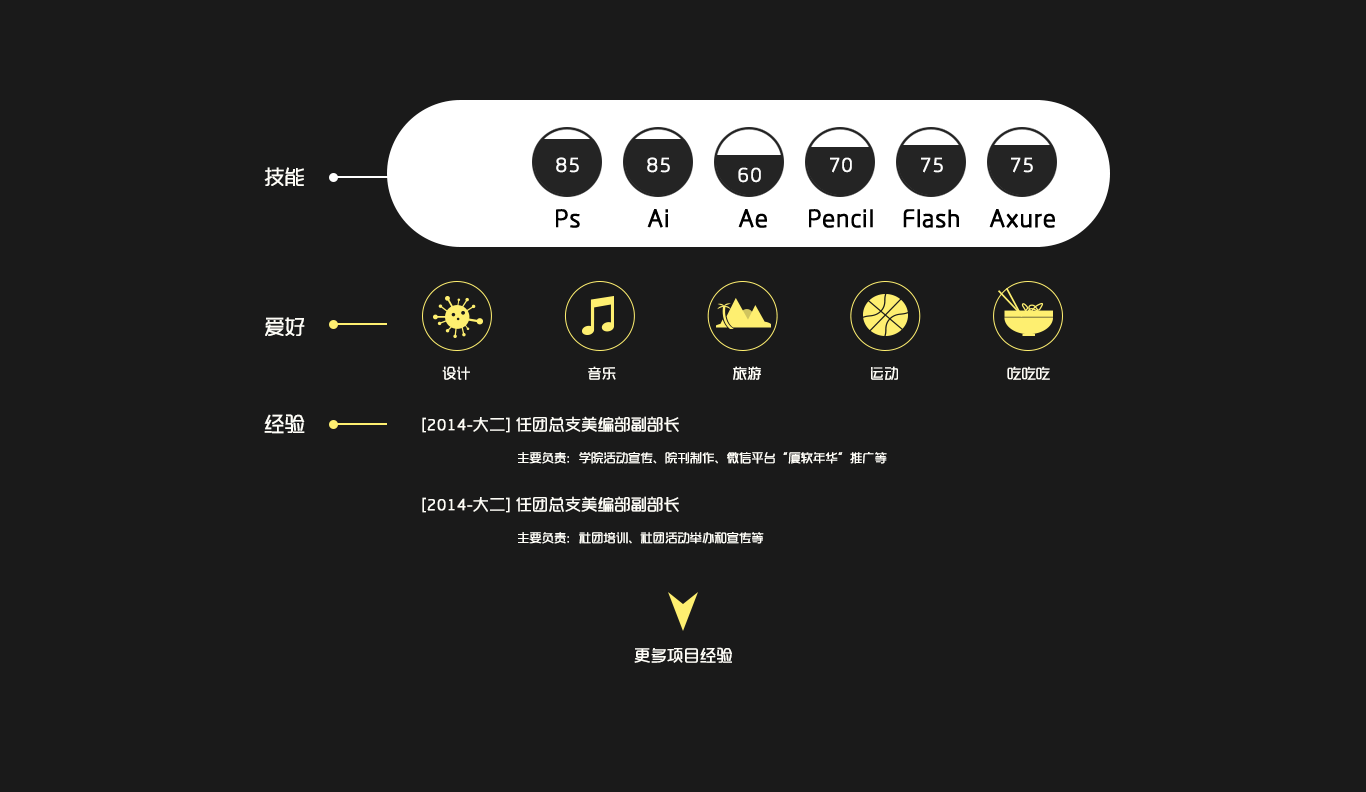 技能
85 85 60 70 75 75
Ps Ai Ae Pencil Flash Axure
爱好
设计 音乐 旅游 运动 吃吃吃
经验
[2014-大二] 任团总支美编部副部长
主要负责：学院活动宣传、院刊制作、微信平台“厦软年华”推广等
[2014-大二] 任团总支美编部副部长
主要负责：社团培训、社团活动举办和宣传等
更多项目经验